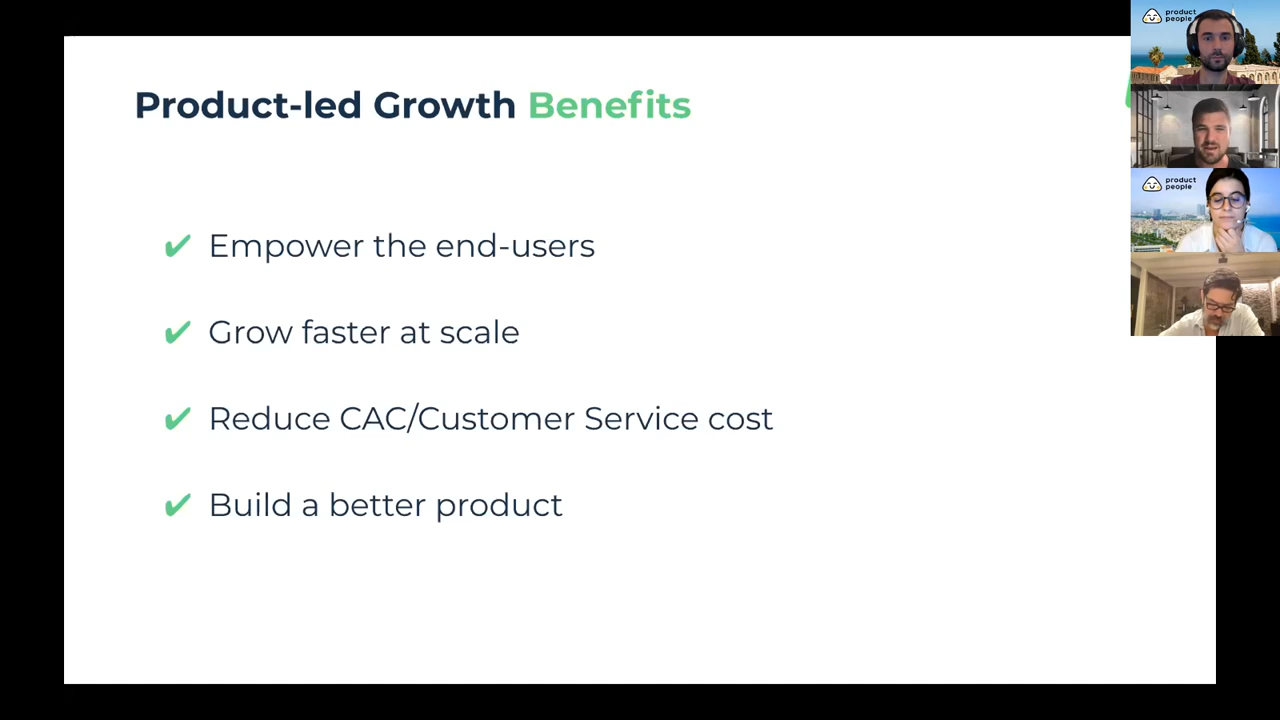 Product-led Growth Benefits
✔ Empower the end-users
✔ Grow faster at scale
✔ Reduce CAC/Customer Service cost
✔ Build a better product
product
people
product
people